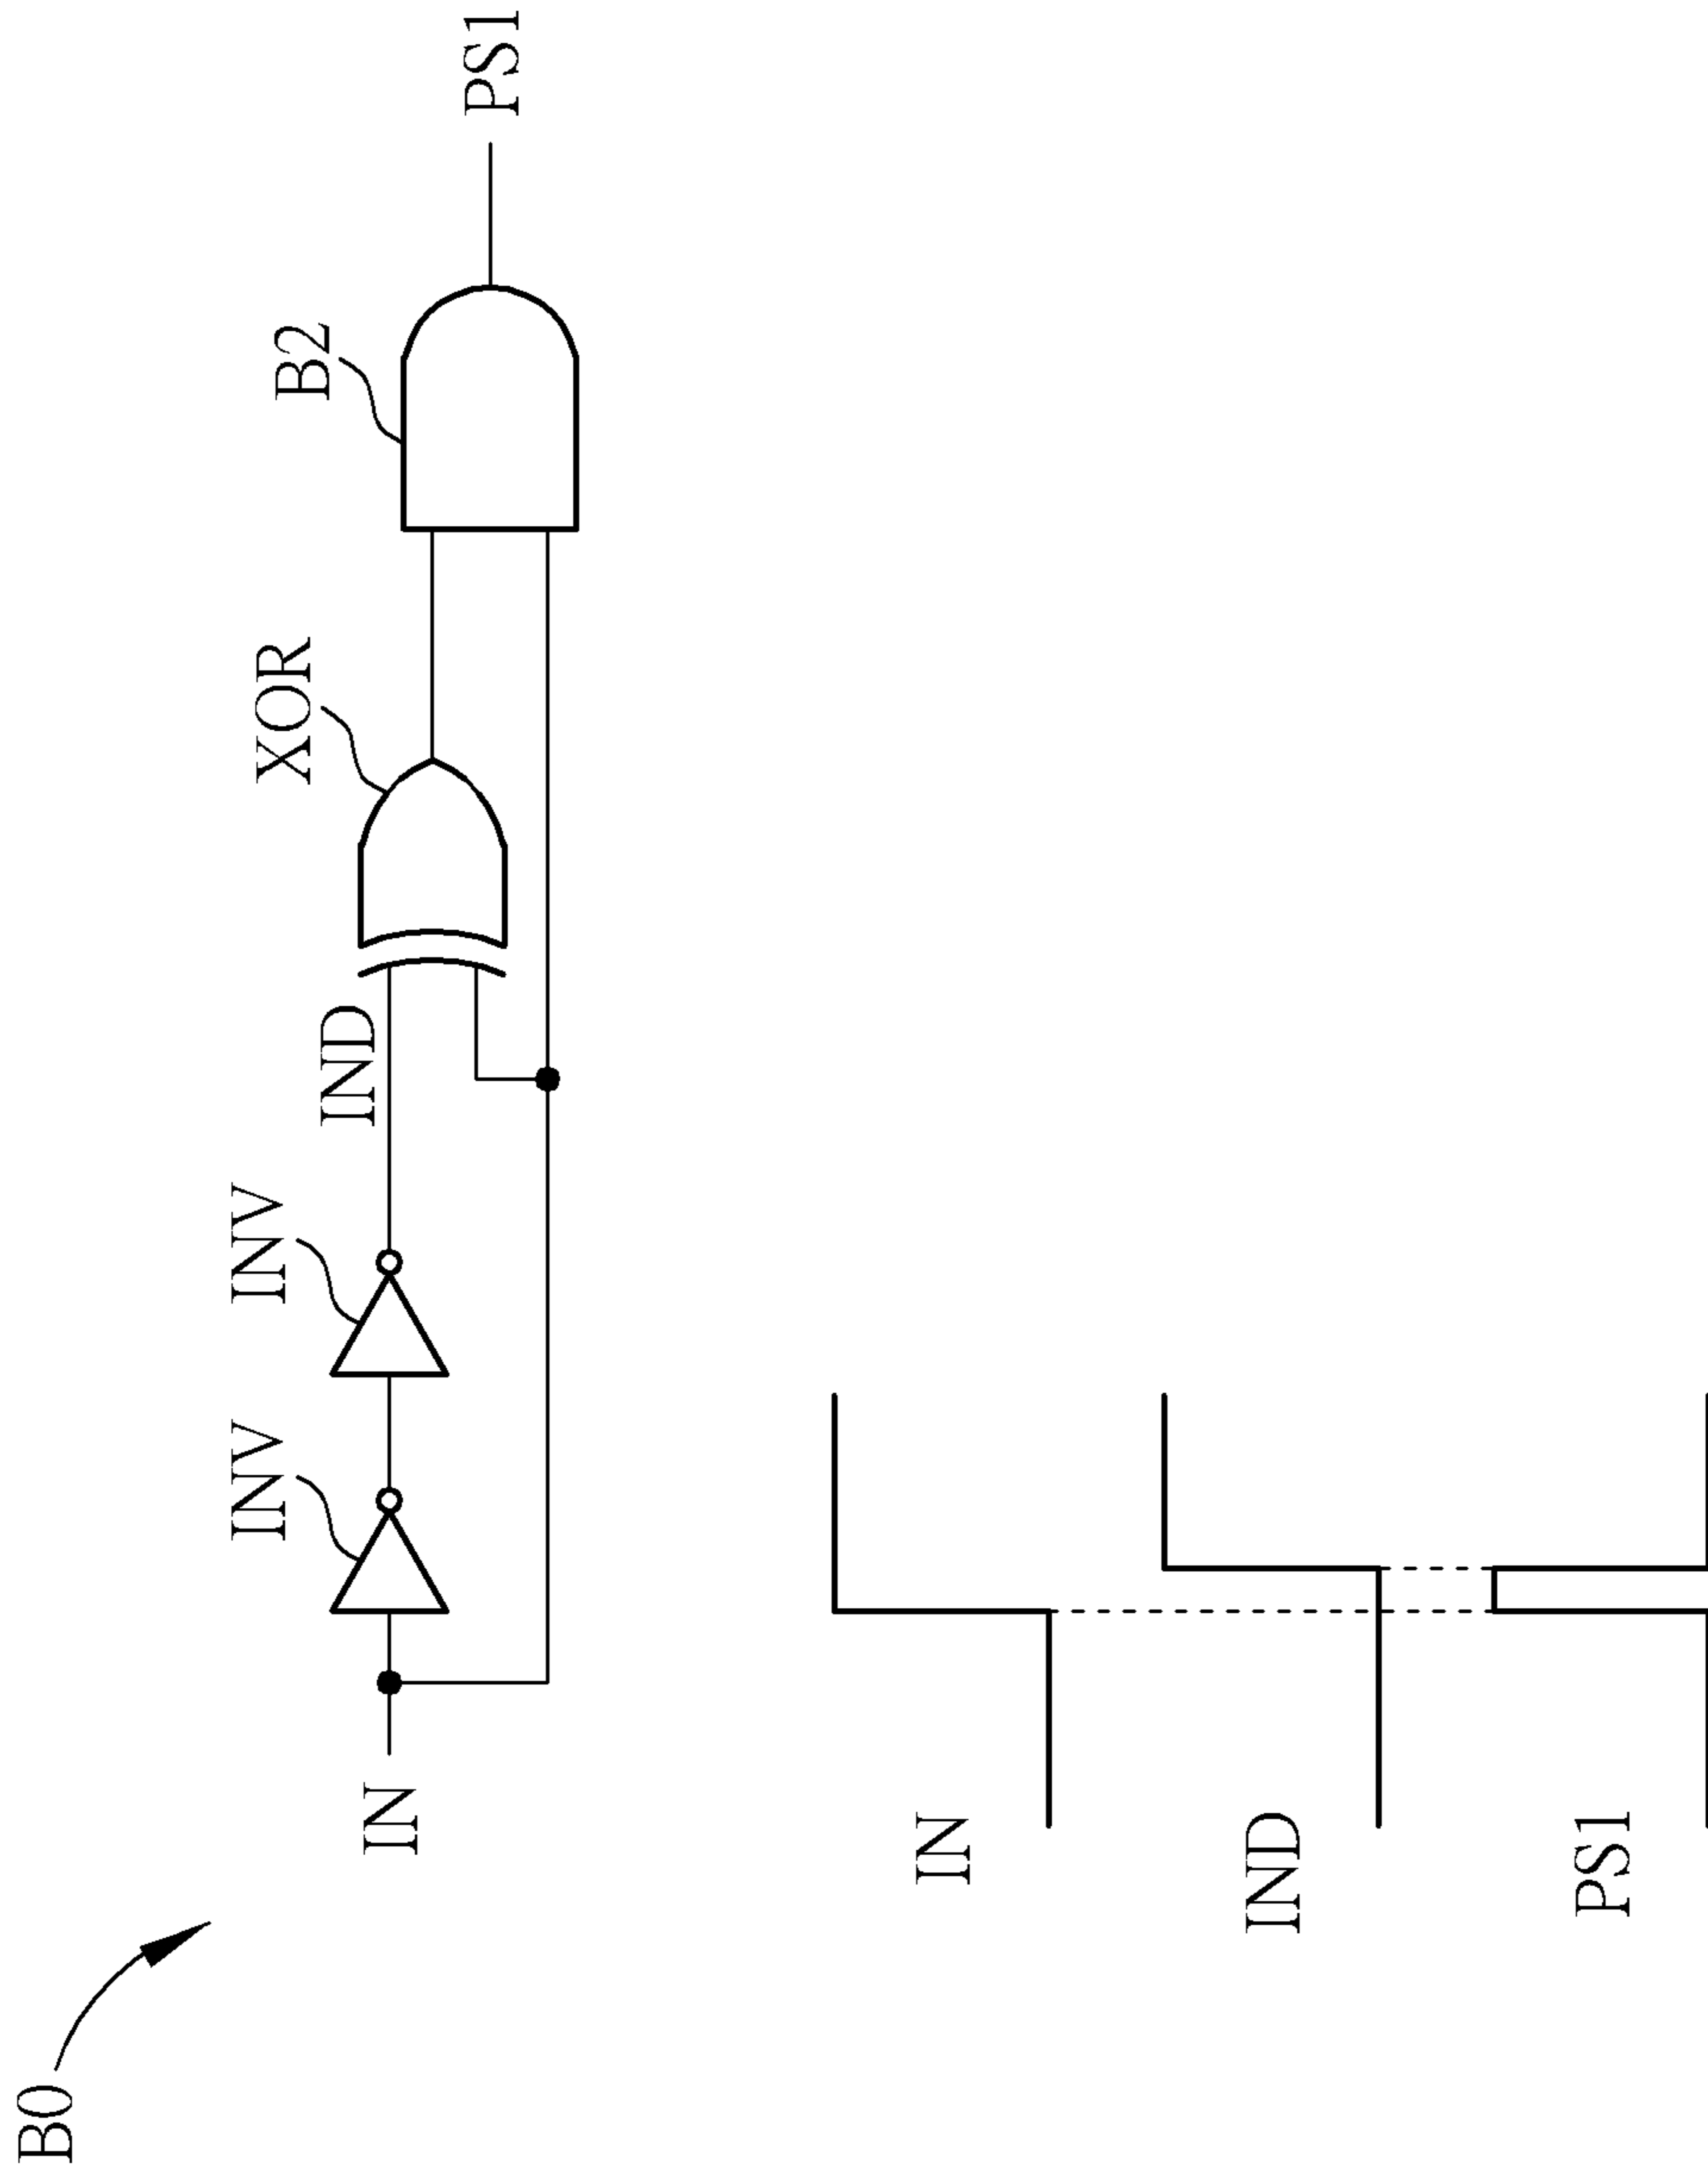 B0
INV
INV
XOR
B2
IN
IND
PS1
IN
IND
PS1